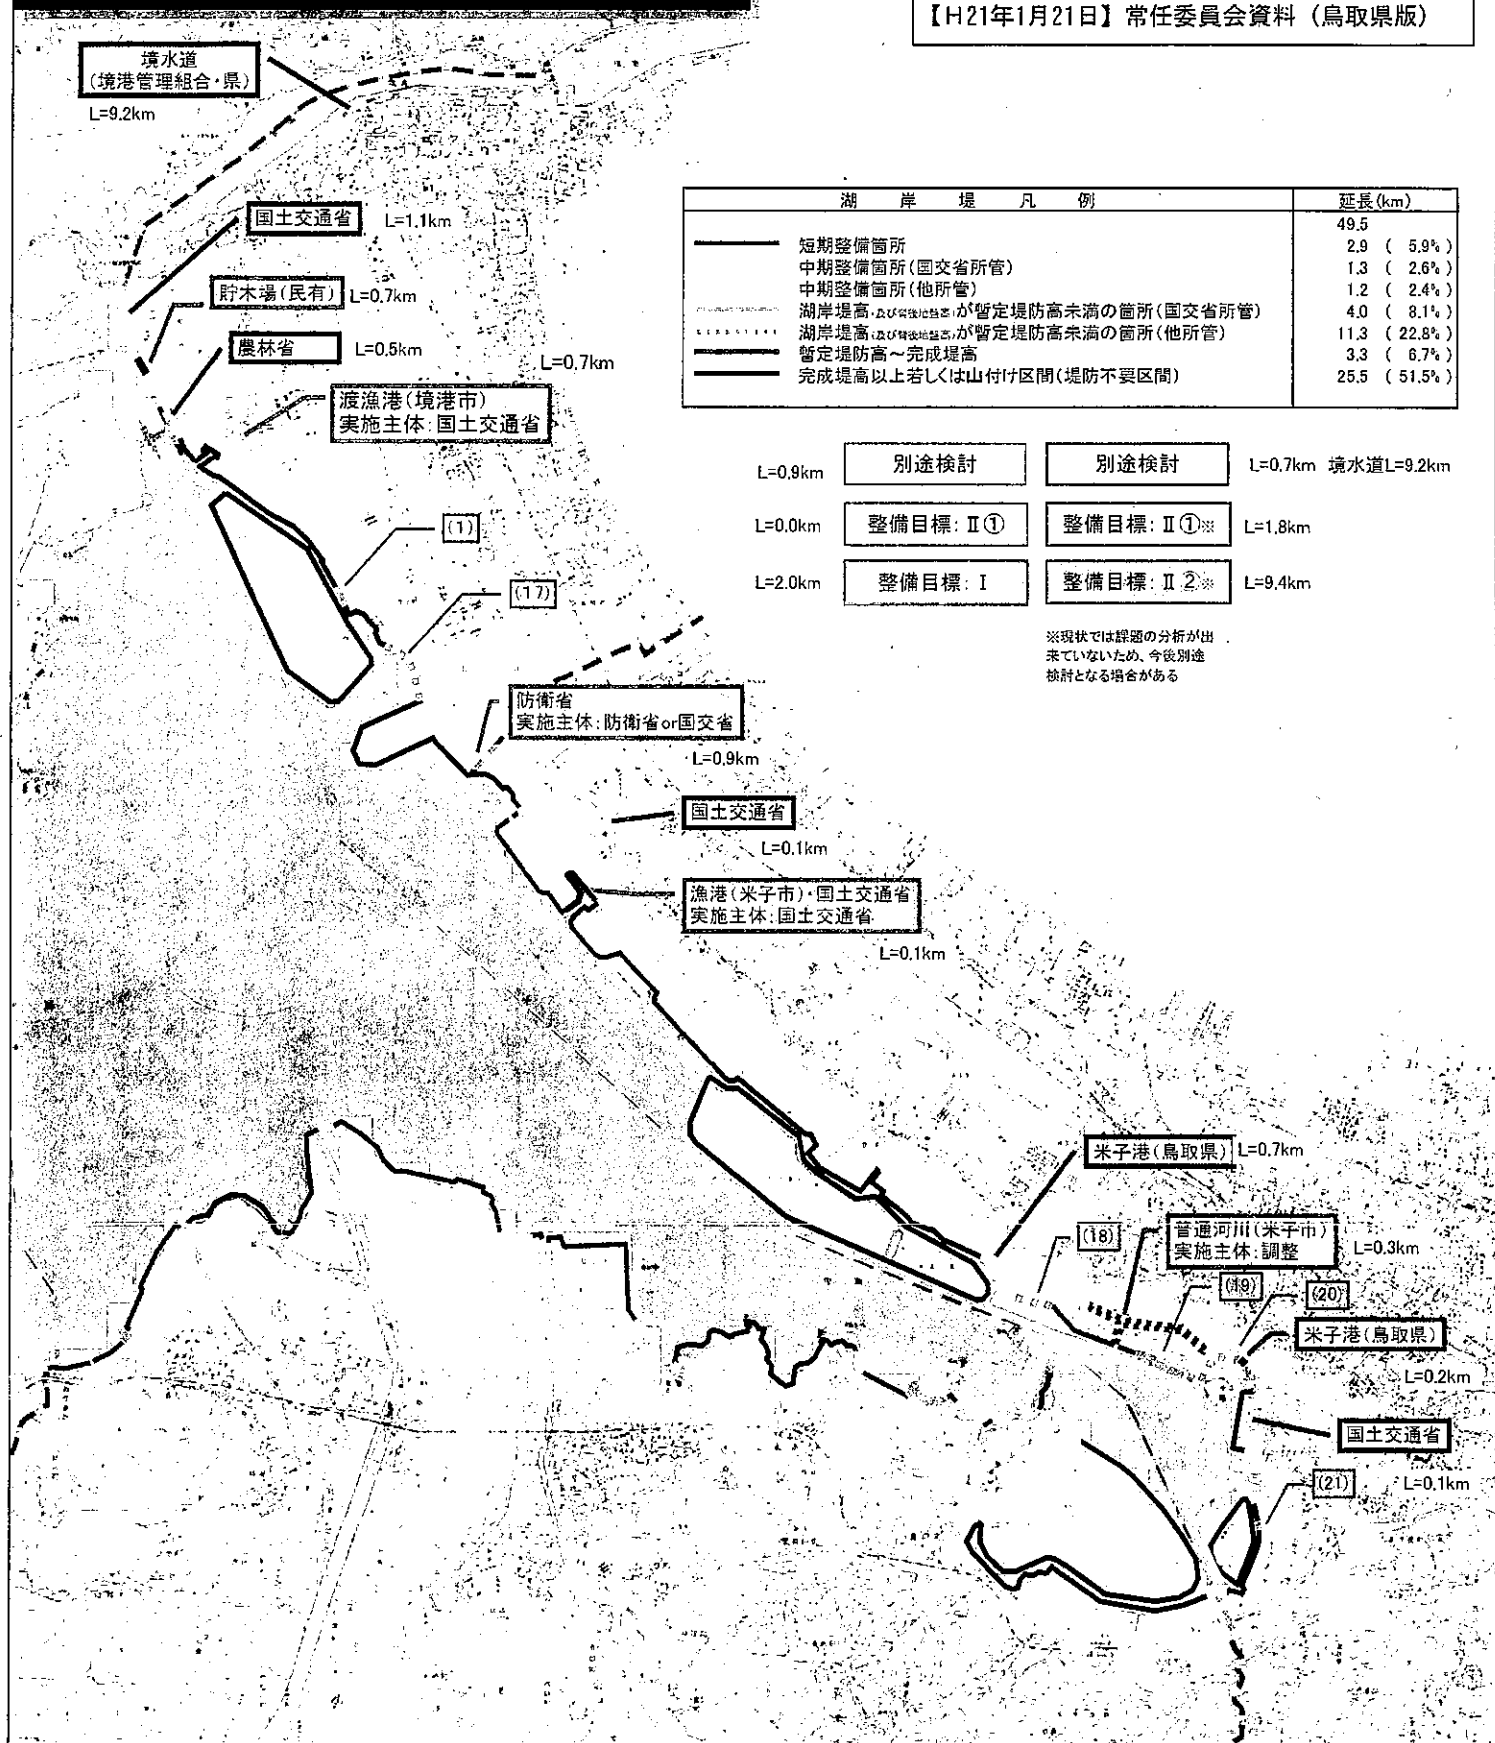 【H21年1月21日】常任委員会資料（鳥取県版）
境水道
（境港管理組合・県）
L=9.2km
国土交通省
L=1.1km
貯木場（民有）
L=0.7km
農林省
L=0.5km
L=0.7km
渡漁港（境港市）
実施主体：国土交通省
湖岸堤凡例 延長(km)
49.5
短期整備箇所 2.9 ( 5.9% )
中期整備箇所（国交省所管） 1.3 ( 2.6% )
中期整備箇所（他所管） 1.2 ( 2.4% )
湖岸堤高（及び背後地盤高）が暫定堤防高未満の箇所（国交省所管） 4.0 ( 8.1% )
湖岸堤高（及び背後地盤高）が暫定堤防高未満の箇所（他所管） 11.3 ( 22.8% )
暫定堤防高～完成堤高 3.3 ( 6.7% )
完成堤高以上若しくは山付け区間（堤防不要区間） 25.5 ( 51.5% )
L=0.9km 別途検討 別途検討 L=0.7km 境水道L=9.2km
L=0.0km 整備目標：Ⅱ① 整備目標：Ⅱ①※ L=1.8km
L=2.0km 整備目標：Ⅰ 整備目標：Ⅱ②※ L=9.4km
※現状では課題の分析が出
来ていないため、今後別途
検討となる場合がある
(1)
(17)
防衛省
実施主体：防衛省or国交省
L=0.9km
国土交通省
L=0.1km
漁港（米子市）・国土交通省
実施主体：国土交通省
L=0.1km
米子港（鳥取県）
L=0.7km
(18)
普通河川（米子市）
実施主体：調整
L=0.3km
(19)
(20)
米子港（鳥取県）
L=0.2km
国土交通省
L=0.1km
(21)